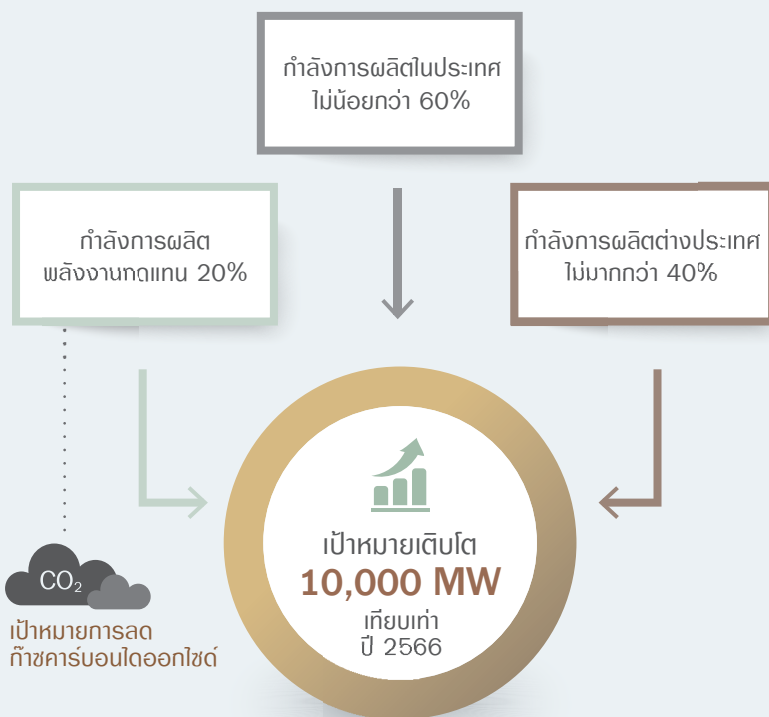 กำลังการผลิตในประเทศ
ไม่น้อยกว่า 60%
กำลังการผลิต
พลังงานทดแทน 20%
กำลังการผลิตต่างประเทศ
ไม่มากกว่า 40%
เป้าหมายเติบโต
10,000 MW
เทียบเท่า
ปี 2566
CO₂
เป้าหมายการลด
ก๊าซคาร์บอนไดออกไซด์